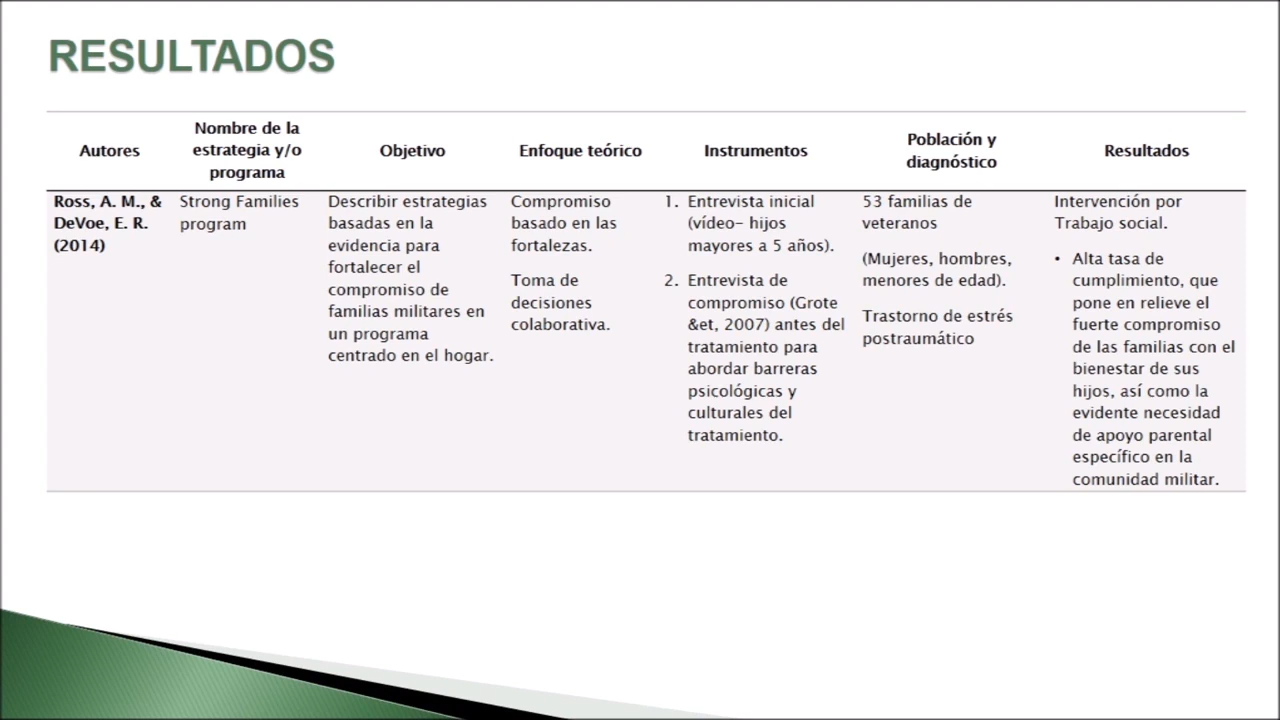 RESULTADOS
Autores
Nombre de la
estrategia y/o
programa
Objetivo
Enfoque teórico
Instrumentos
Población y
diagnóstico
Resultados
Ross, A. M., &
DeVoe, E. R.
(2014)
Strong Families
program
Describir estrategias
basadas en la
evidencia para
fortalecer el
compromiso de
familias militares en
un programa
centrado en el hogar.
Compromiso
basado en las
fortalezas.
Toma de
decisiones
colaborativa.
1. Entrevista inicial
(vídeo- hijos
mayores a 5 años).
2. Entrevista de
compromiso (Grote
&et, 2007) antes del
tratamiento para
abordar barreras
psicológicas y
culturales del
tratamiento.
53 familias de
veteranos
(Mujeres, hombres,
menores de edad).
Trastorno de estrés
postraumático
Intervención por
Trabajo social.
• Alta tasa de
cumplimiento, que
pone en relieve el
fuerte compromiso
de las familias con el
bienestar de sus
hijos, así como la
evidente necesidad
de apoyo parental
específico en la
comunidad militar.